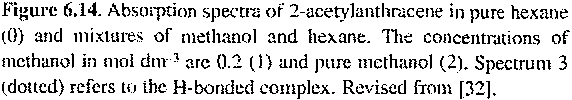 Figure 6.14. Absorption spectra of 2-acetylanthracene in pure hexane
(0) and mixtures of methanol and hexane. The concentrations of
methanol in mol dm-3 are 0.2 (1) and pure methanol (2). Spectrum 3
(dotted) refers to the H-bonded complex. Revised from [32].